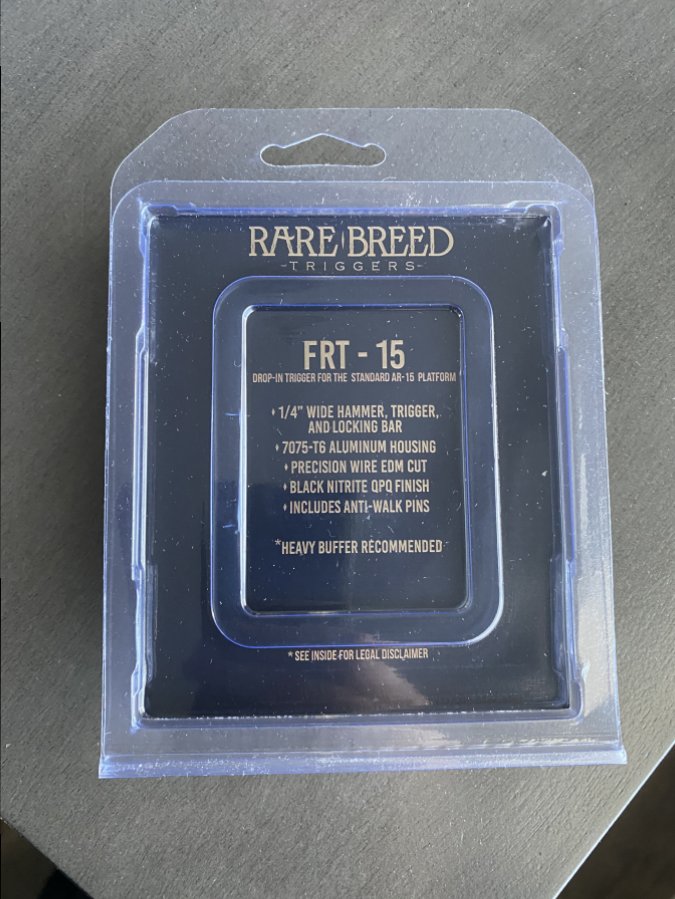 RARE BREED
-TRIGGERS-
FRT - 15
DROP-IN TRIGGER FOR THE STANDARD AR-15 PLATFORM
♦ 1/4" WIDE HAMMER, TRIGGER,
AND LOCKING BAR
♦ 7075-T6 ALUMINUM HOUSING
♦ PRECISION WIRE EDM CUT
♦ BLACK NITRITE QPQ FINISH
♦ INCLUDES ANTI-WALK PINS
*HEAVY BUFFER RECOMMENDED
* SEE INSIDE FOR LEGAL DISCLAIMER